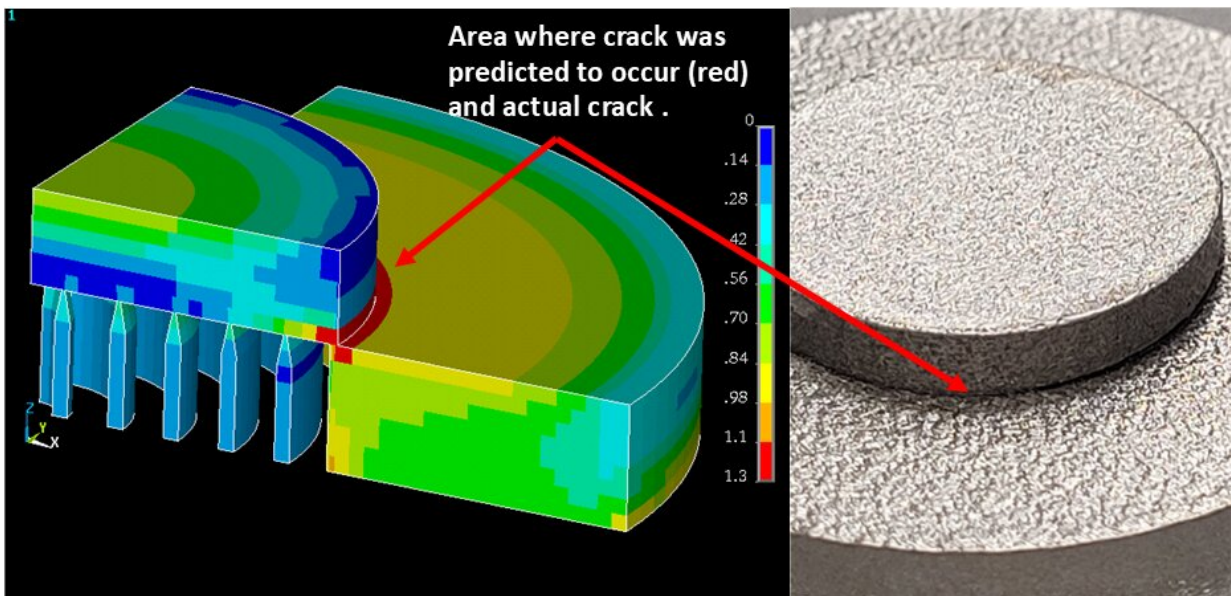 1
Area where crack was
predicted to occur (red)
and actual crack .
0
.14
.28
.42
.56
.70
.84
.98
1.1
1.3
Z
Y
X